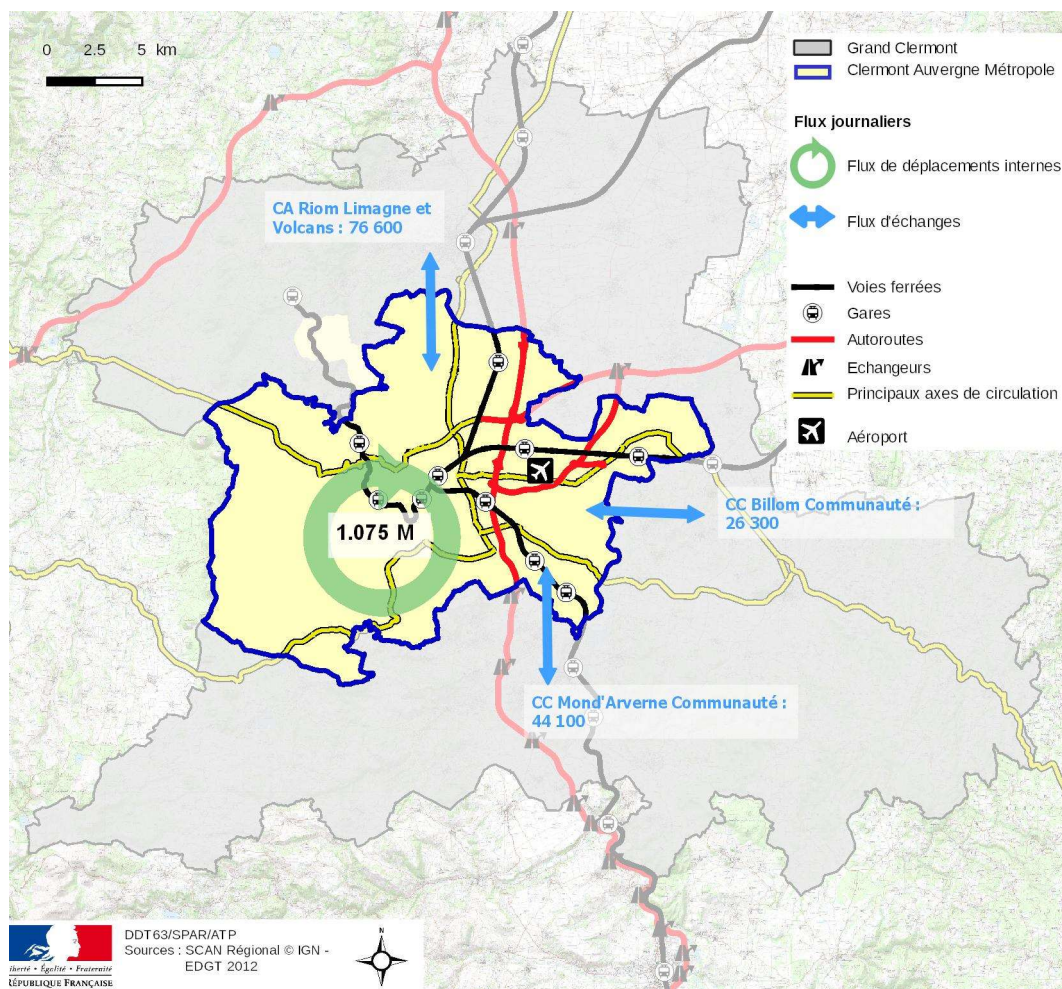 0 2.5 5 km
Grand Clermont
Clermont Auvergne Métropole
Flux journaliers
Flux de déplacements internes
Flux d'échanges
Voies ferrées
Gares
Autoroutes
Echangeurs
Principaux axes de circulation
Aéroport
CA Riom Limagne et
Volcans : 76 600
1.075 M
CC Billom Communauté :
26 300
CC Mond'Arverne Communauté :
44 100
DDT63/SPAR/ATP
Sources : SCAN Régional © IGN -
EDGT 2012
N
iberté • Égalité • Fraternité
RÉPUBLIQUE FRANÇAISE